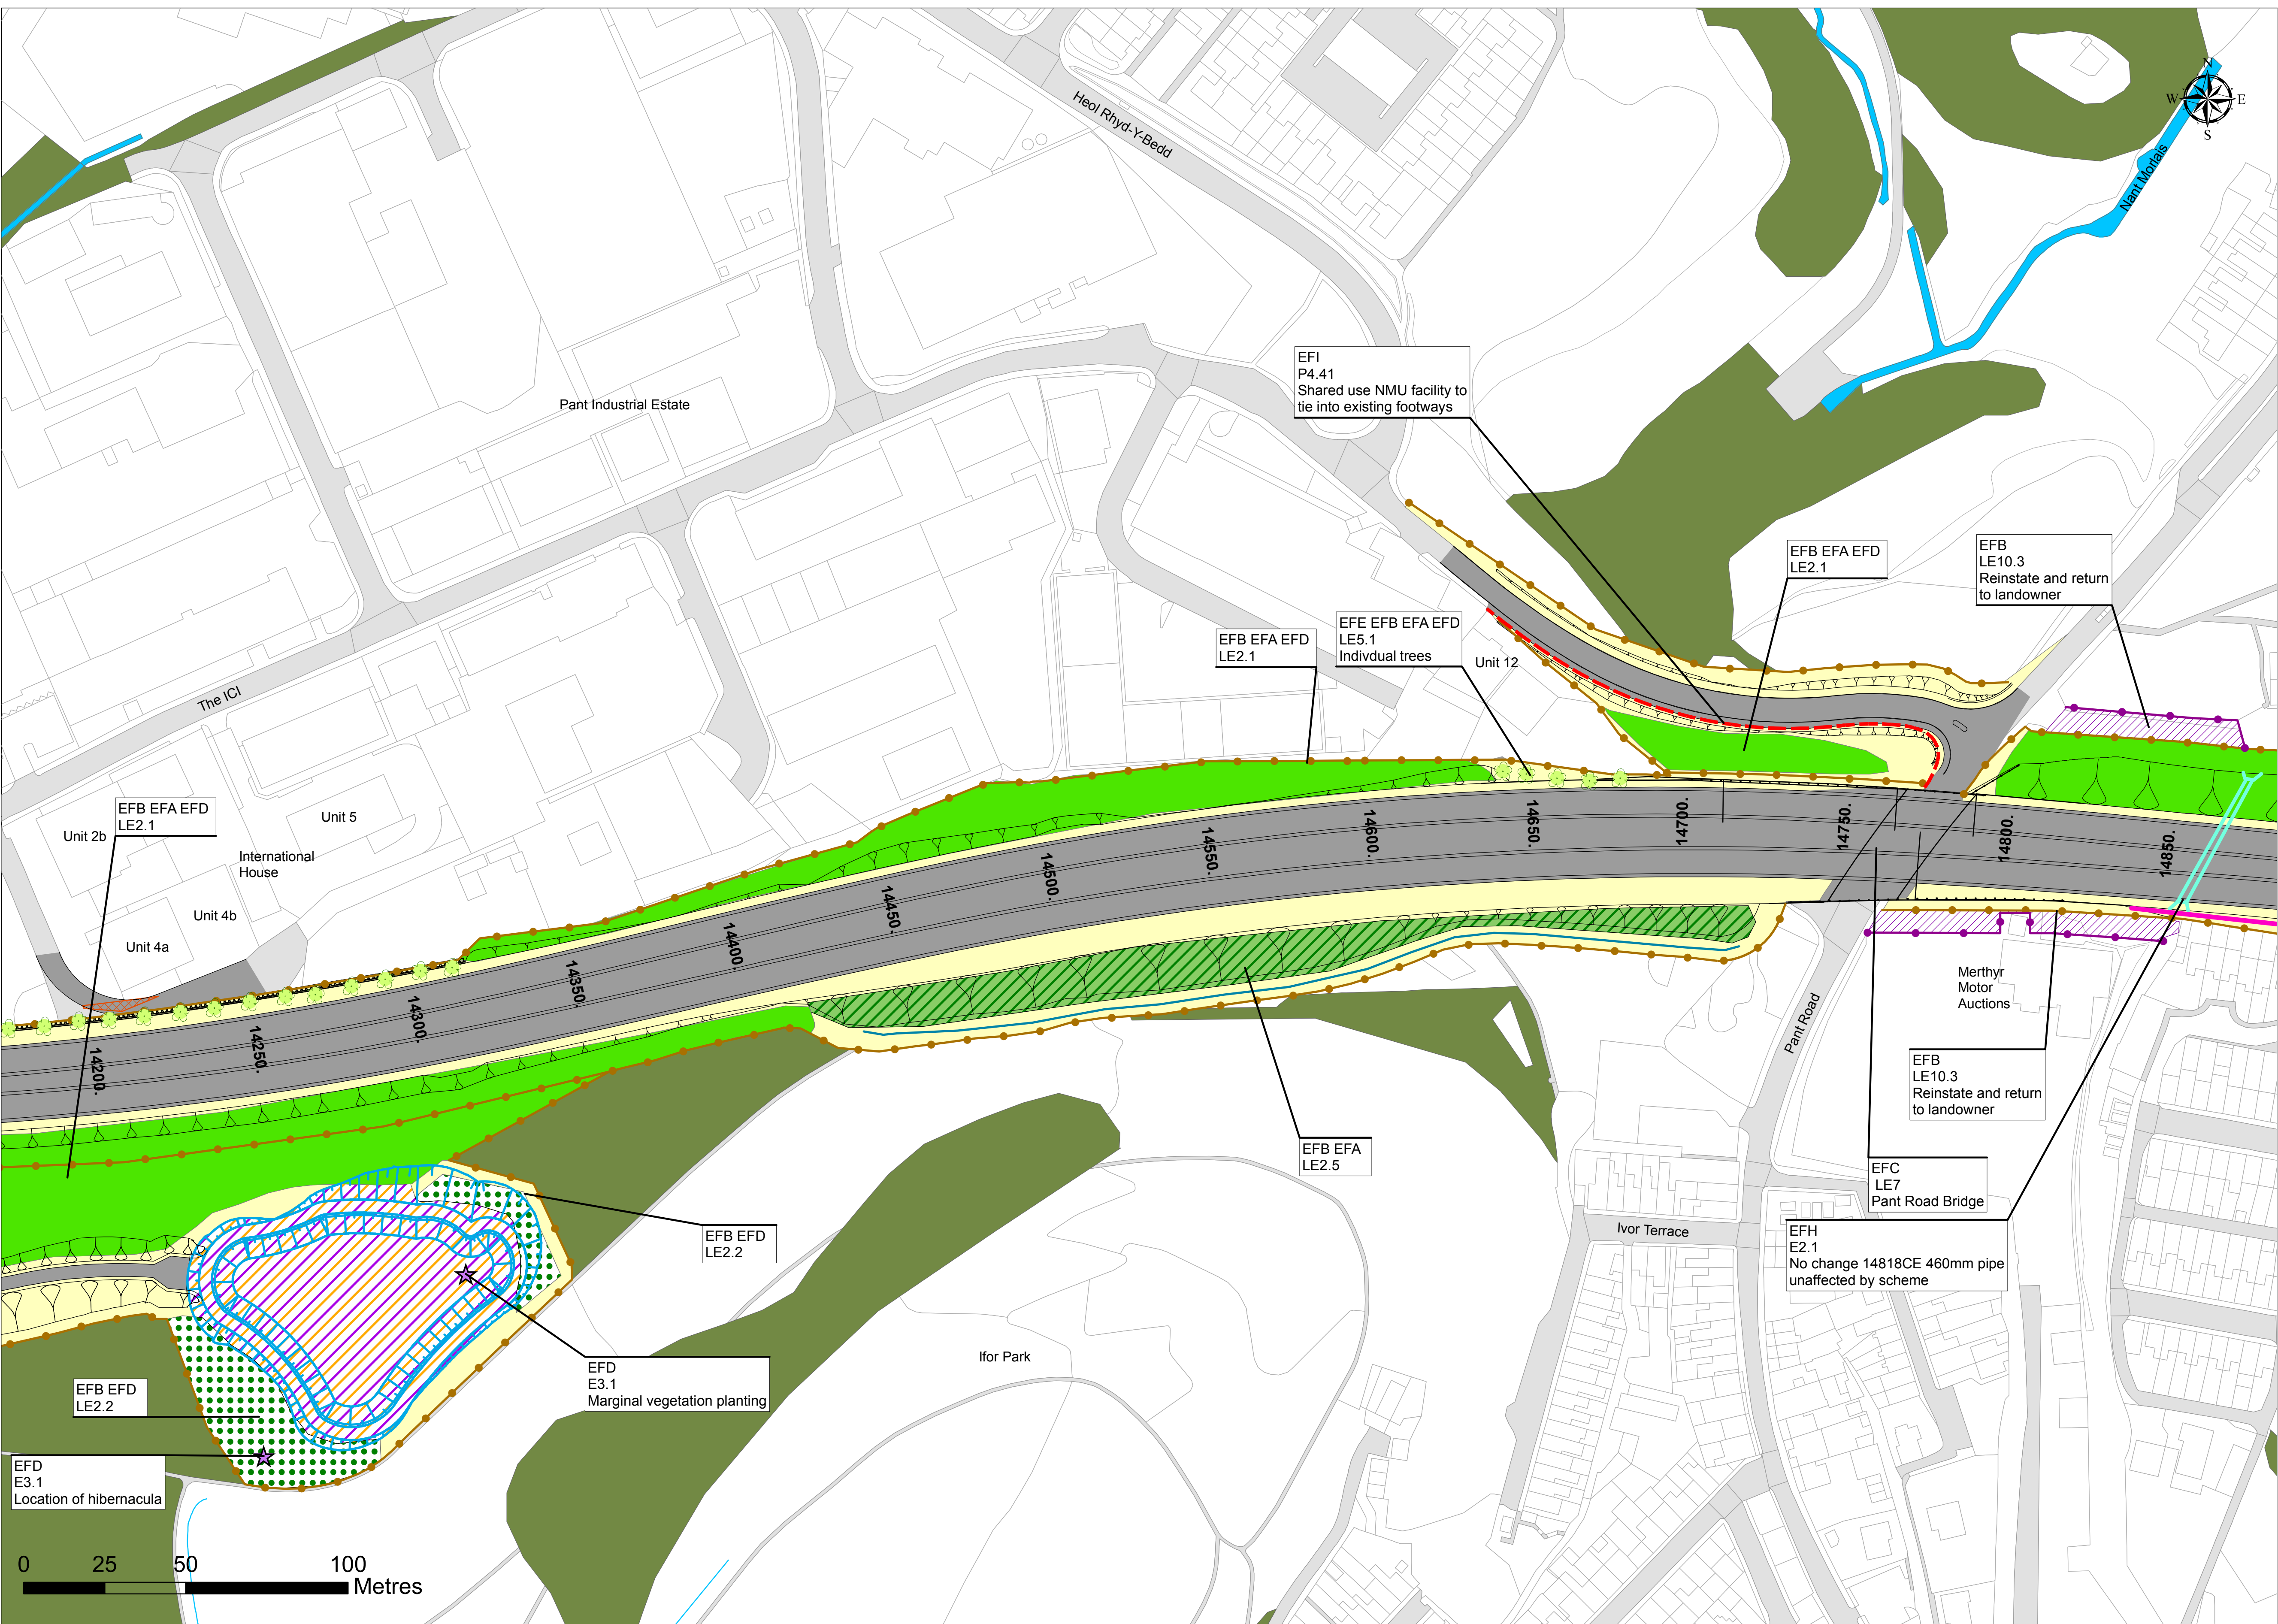 N
W E
S
Heol Rhyd-Y-Bedd
Nant Morlais
EFI
P4.41
Shared use NMU facility to
tie into existing footways
Pant Industrial Estate
EFB EFA EFD
LE2.1
EFB
LE10.3
Reinstate and return
to landowner
EFB EFA EFD
LE2.1
EFE EFB EFA EFD
LE5.1
Indivdual trees
Unit 12
The ICI
EFB EFA EFD
LE2.1
Unit 2b
Unit 5
International
House
Unit 4b
Unit 4a
14200.
14250.
14300.
14350.
14400.
14450.
14500.
14550.
14600.
14650.
14700.
14750.
14800.
14850.
Merthyr
Motor
Auctions
Pant Road
EFB
LE10.3
Reinstate and return
to landowner
EFB EFA
LE2.5
EFC
LE7
Pant Road Bridge
EFB EFD
LE2.2
Ivor Terrace
EFH
E2.1
No change 14818CE 460mm pipe
unaffected by scheme
Ifor Park
EFD
E3.1
Marginal vegetation planting
EFB EFD
LE2.2
EFD
E3.1
Location of hibernacula
0 25 50 100
Metres